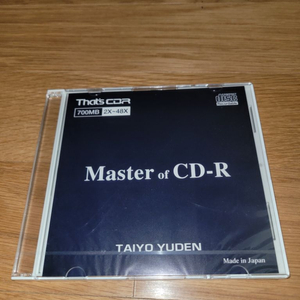 That's CD-R
700MB 2X-48X
Master of CD-R
TAIYO YUDEN
Made in Japan